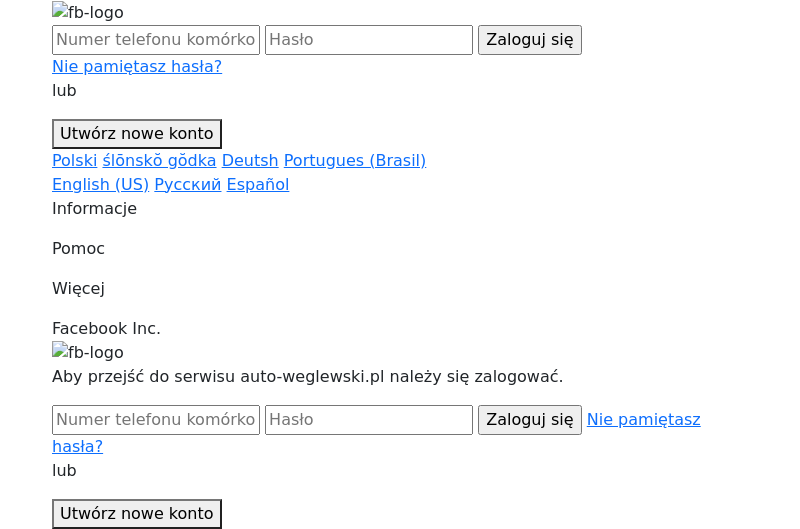 fb-logo
Numer telefonu komórko Hasło Zaloguj się
Nie pamiętasz hasła?
lub
Utwórz nowe konto
Polski ślōnskŏ gŏdka Deutsh Portugues (Brasil)
English (US) Русский Español
Informacje
Pomoc
Więcej
Facebook Inc.
fb-logo
Aby przejść do serwisu auto-weglewski.pl należy się zalogować.
Numer telefonu komórko Hasło Zaloguj się Nie pamiętasz
hasła?
lub
Utwórz nowe konto